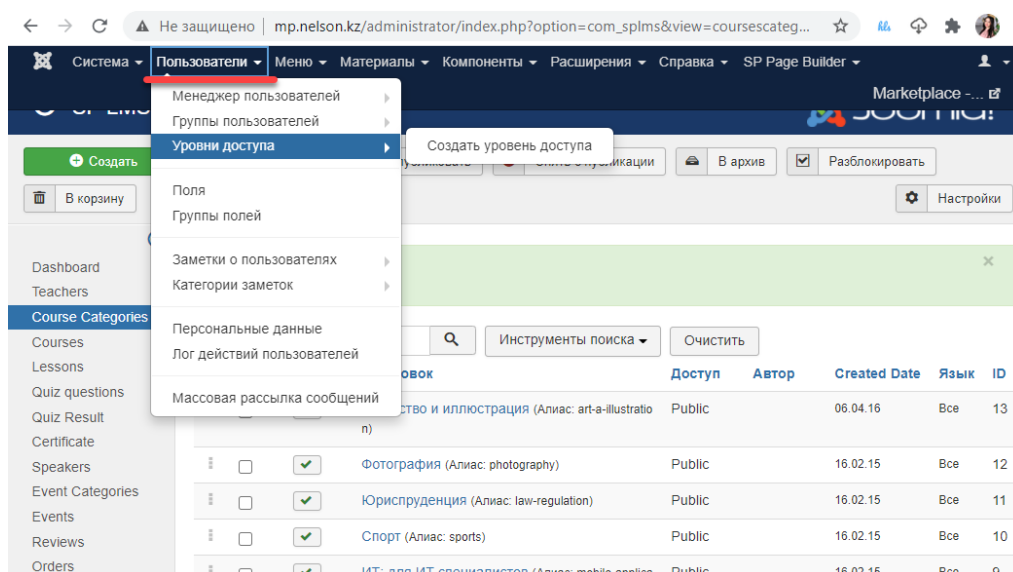 Не защищено | mp.nelson.kz/administrator/index.php?option=com_splms&view=coursescateg...
Система Пользователи Меню Материалы Компоненты Расширения Справка SP Page Builder
Marketplace -...
Менеджер пользователей
Группы пользователей
Уровни доступа
Создать уровень доступа
Поля
Группы полей
Заметки о пользователях
Категории заметок
Персональные данные
Лог действий пользователей
Массовая рассылка сообщений
Создать
В архив
Разблокировать
В корзину
Настройки
Dashboard
Teachers
Course Categories
Courses
Lessons
Quiz questions
Quiz Result
Certificate
Speakers
Event Categories
Events
Reviews
Orders
Инструменты поиска Очистить
Доступ Автор Created Date Язык ID
иллюстрация (Алиас: art-a-illustratio
n) Public 06.04.16 Все 13
Фотография (Алиас: photography) Public 16.02.15 Все 12
Юриспруденция (Алиас: law-regulation) Public 16.02.15 Все 11
Спорт (Алиас: sports) Public 16.02.15 Все 10